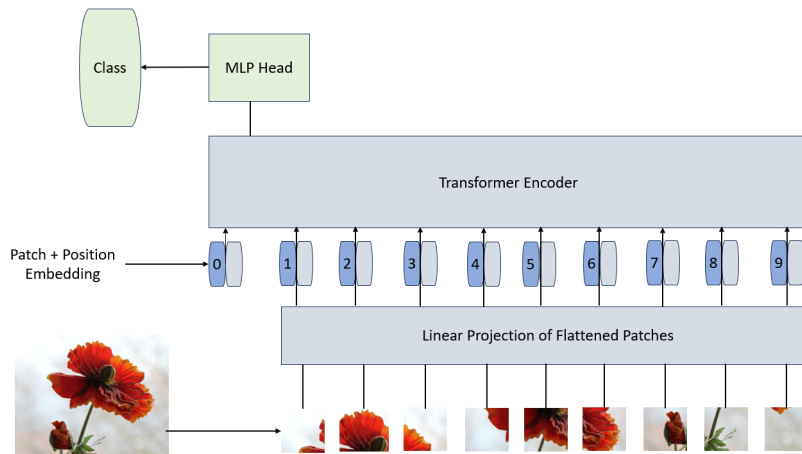 Class
MLP Head
Transformer Encoder
Patch + Position
Embedding
0 1 2 3 4 5 6 7 8 9
Linear Projection of Flattened Patches